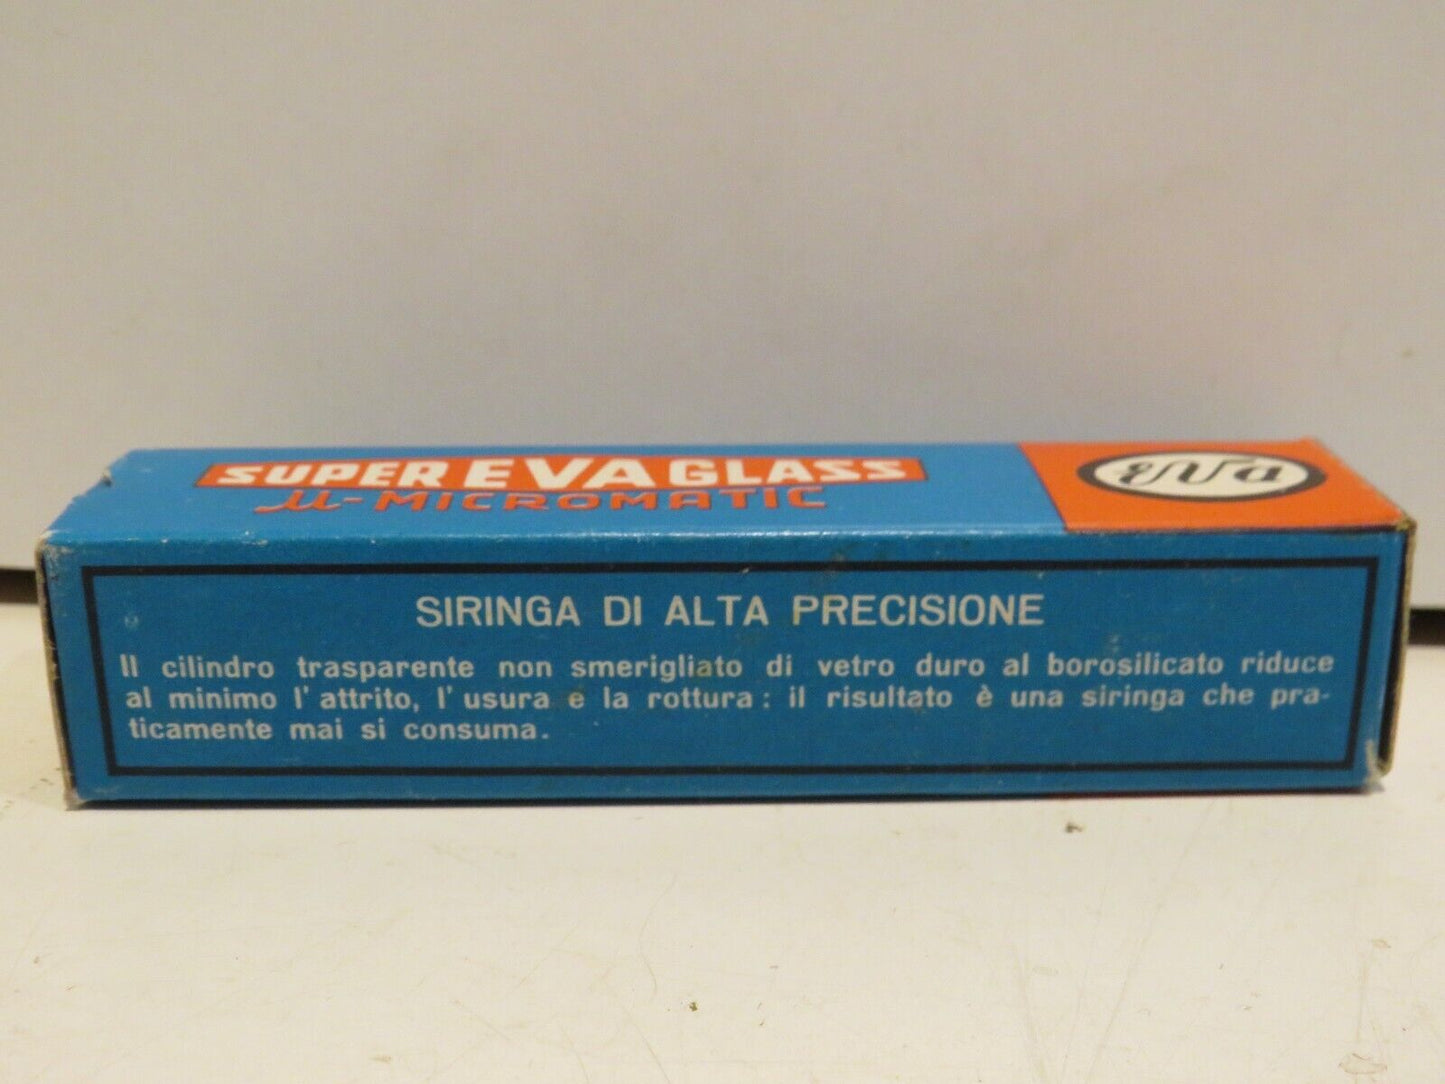 SUPER EVA GLASS
µ-MICROMATIC
eva
SIRINGA DI ALTA PRECISIONE
Il cilindro trasparente non smerigliato di vetro duro al borosilicato riduce
al minimo l' attrito, l' usura e la rottura : il risultato è una siringa che pra-
ticamente mai si consuma.